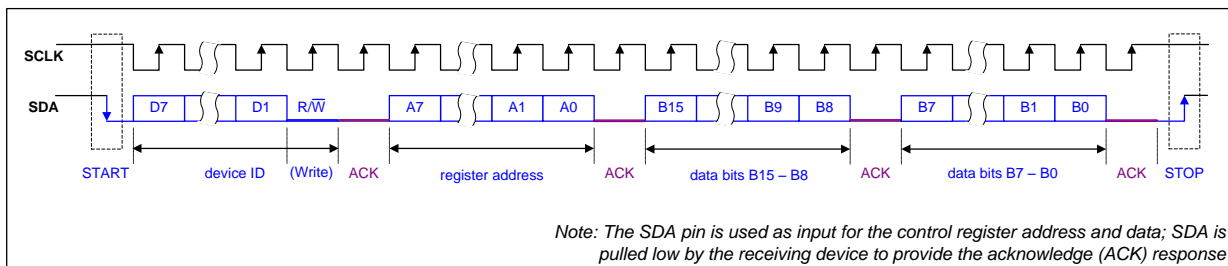 SCLK
SDA D7 D1 R/W A7 A1 A0 B15 B9 B8 B7 B1 B0
START device ID (Write) ACK register address ACK data bits B15 – B8 ACK data bits B7 – B0 ACK STOP
Note: The SDA pin is used as input for the control register address and data; SDA is
pulled low by the receiving device to provide the acknowledge (ACK) response